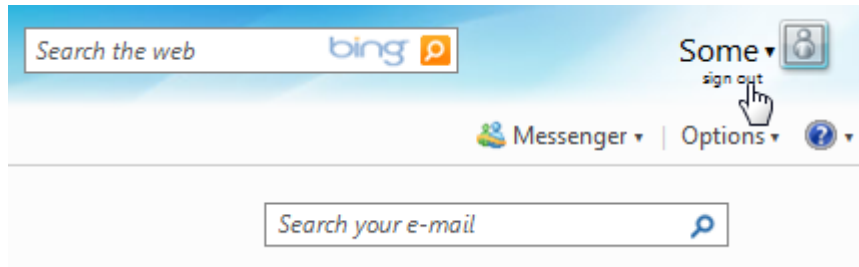 Search the web bing Some
sign out
Messenger | Options ?
Search your e-mail